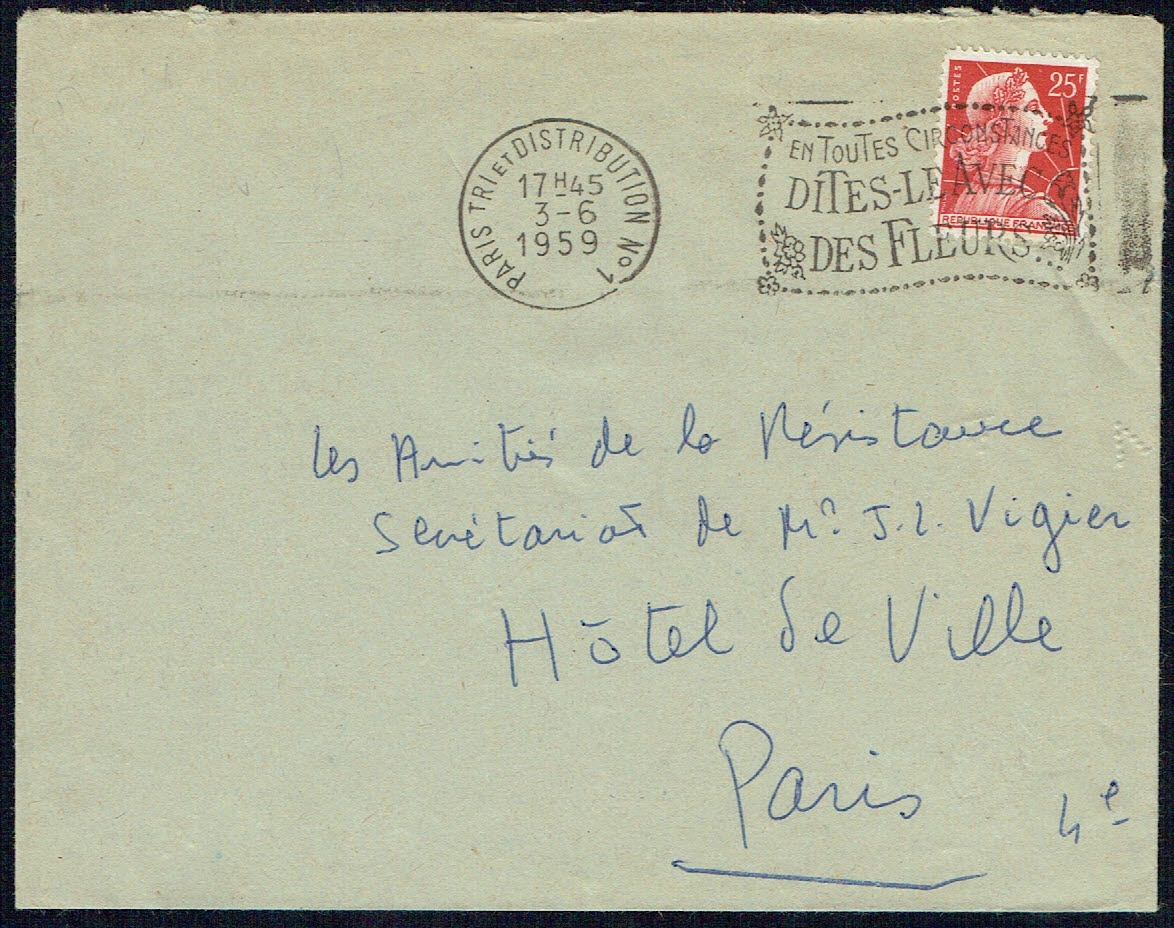 PARIS TRI ET DISTRIBUTION No 1
17H45
3-6
1959
POSTES
25F
REPUBLIQUE FRANÇAISE
EN TOUTES CIRCONSTANCES
DITES-LE AVEC
DES FLEURS...
Les Amitiés de la Résistance
Secrétariat de Mr. J. L. Vigier
Hôtel de Ville
Paris 4e